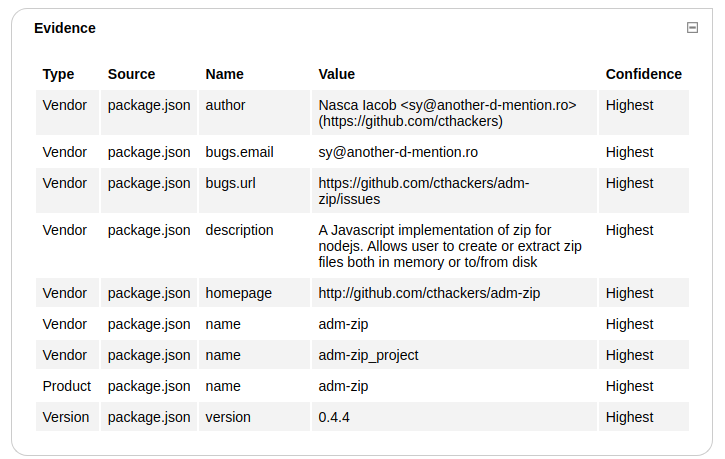 Evidence
Type Source Name Value Confidence
Vendor package.json author Nasca Iacob <sy@another-d-mention.ro> Highest
(https://github.com/cthackers)
Vendor package.json bugs.email sy@another-d-mention.ro Highest
Vendor package.json bugs.url https://github.com/cthackers/adm- Highest
zip/issues
Vendor package.json description A Javascript implementation of zip for Highest
nodejs. Allows user to create or extract zip
files both in memory or to/from disk
Vendor package.json homepage http://github.com/cthackers/adm-zip Highest
Vendor package.json name adm-zip Highest
Vendor package.json name adm-zip_project Highest
Product package.json name adm-zip Highest
Version package.json version 0.4.4 Highest